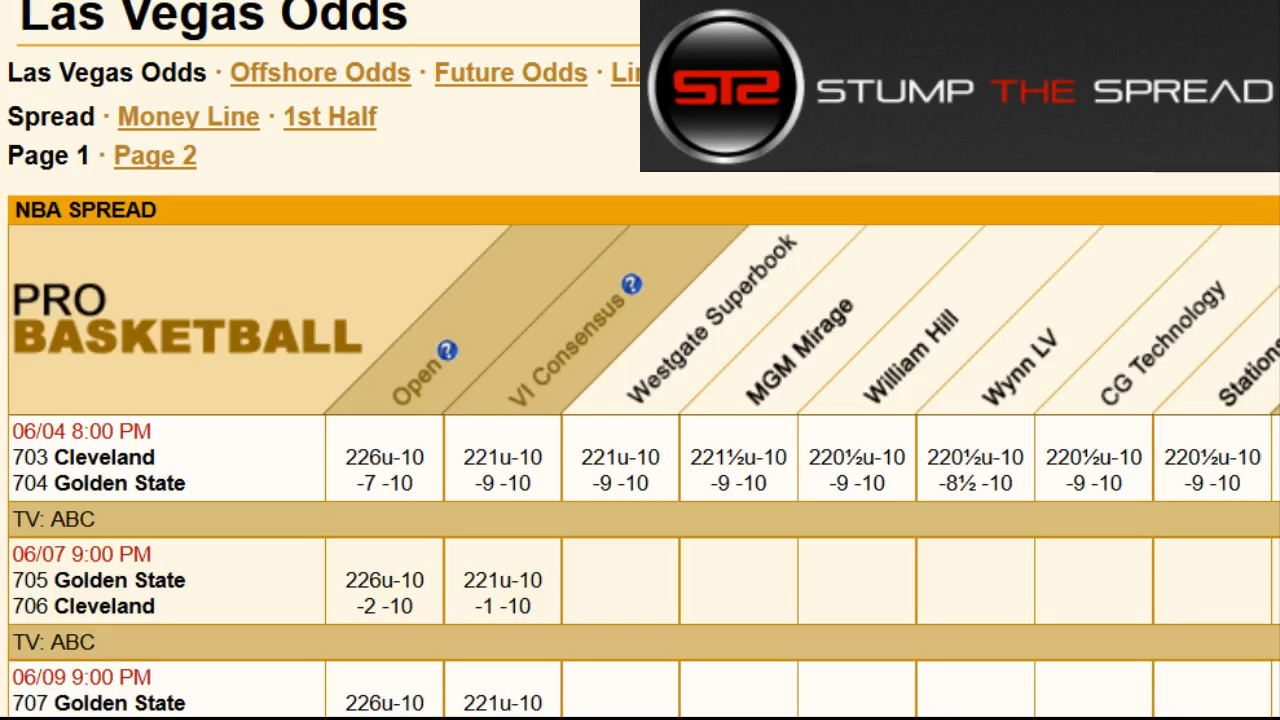 Las Vegas Odds
STS
STUMP THE SPREAD
Las Vegas Odds · Offshore Odds · Future Odds · Lin
Spread · Money Line · 1st Half
Page 1 · Page 2
NBA SPREAD
PRO
BASKETBALL
Open ?
VI Consensus ?
Westgate Superbook
MGM Mirage
William Hill
Wynn LV
CG Technology
Stations
06/04 8:00 PM
703 Cleveland 226u-10 221u-10 221u-10 221½u-10 220½u-10 220½u-10 220½u-10 220½u-10
704 Golden State -7 -10 -9 -10 -9 -10 -9 -10 -9 -10 -8½ -10 -9 -10 -9 -10
TV: ABC
06/07 9:00 PM
705 Golden State 226u-10 221u-10
706 Cleveland -2 -10 -1 -10
TV: ABC
06/09 9:00 PM
707 Golden State 226u-10 221u-10